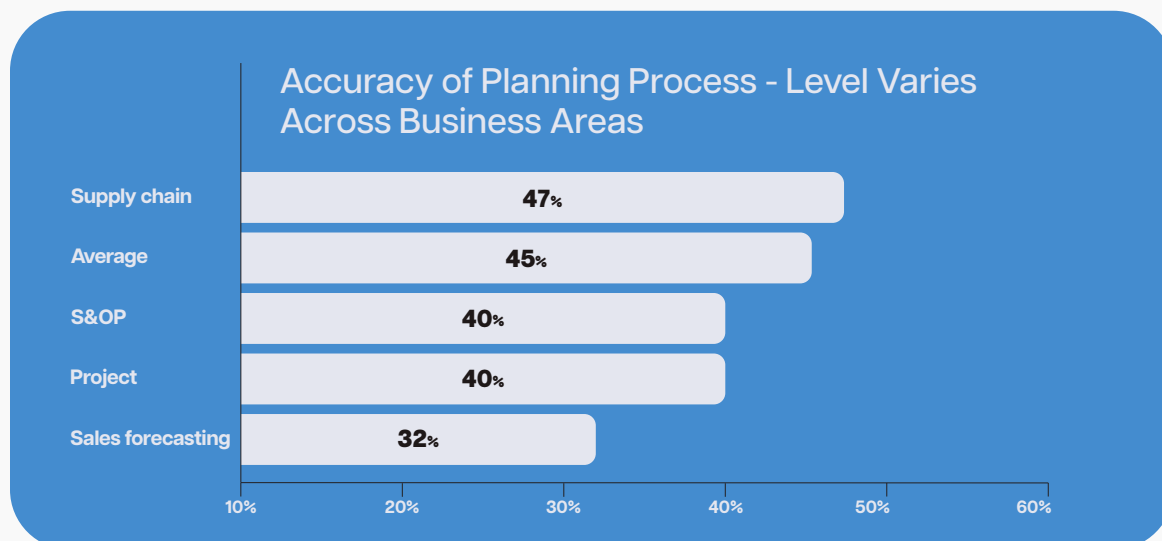 Accuracy of Planning Process - Level Varies
Across Business Areas
Supply chain
47%
Average
45%
S&OP
40%
Project
40%
Sales forecasting
32%
10% 20% 30% 40% 50% 60%